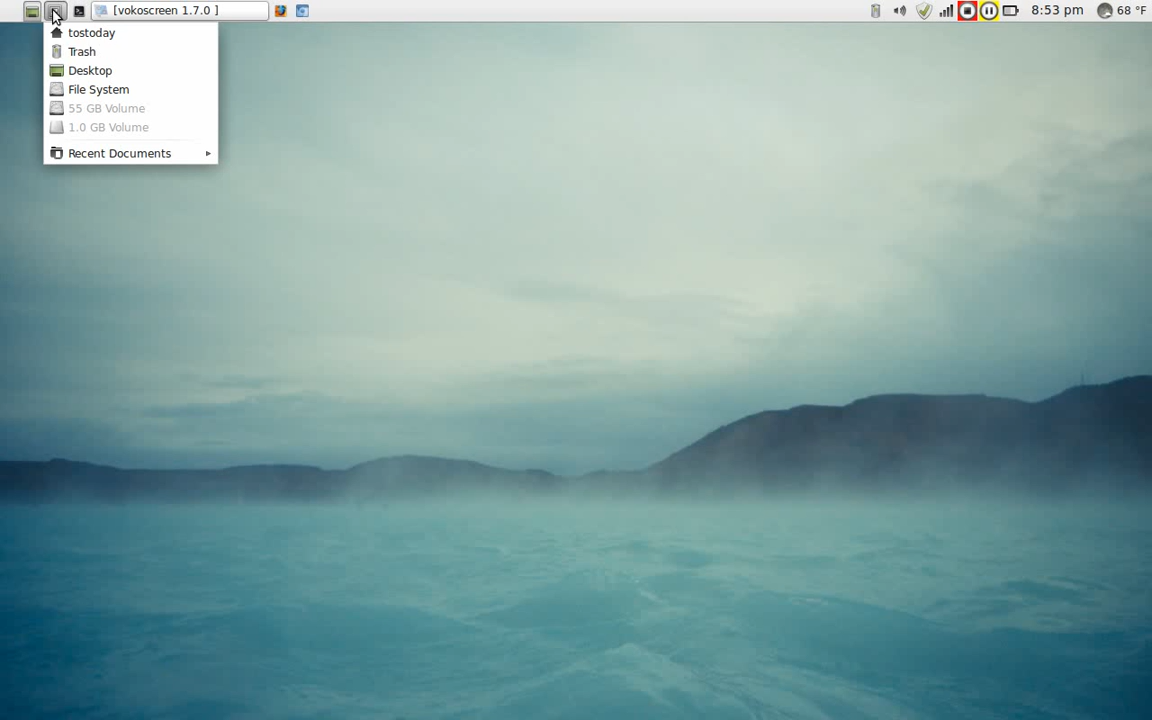 [vokoscreen 1.7.0 ]
8:53 pm
68 °F
tostoday
Trash
Desktop
File System
55 GB Volume
1.0 GB Volume
Recent Documents